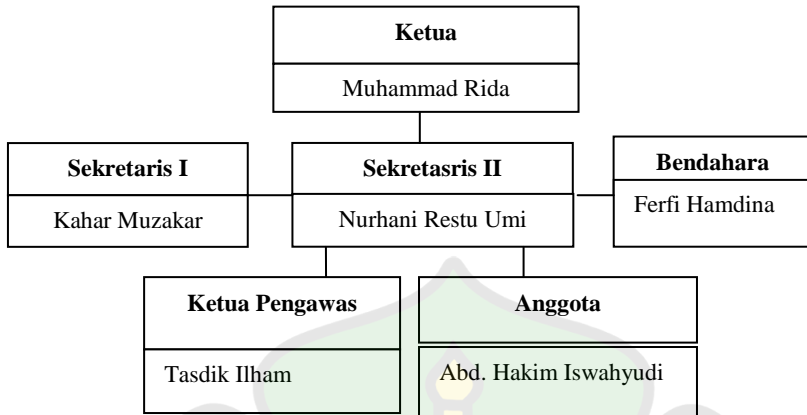 Ketua
Muhammad Rida
Sekretaris I
Kahar Muzakar
Sekretasris II
Nurhani Restu Umi
Bendahara
Ferfi Hamdina
Ketua Pengawas
Tasdik Ilham
Anggota
Abd. Hakim Iswahyudi